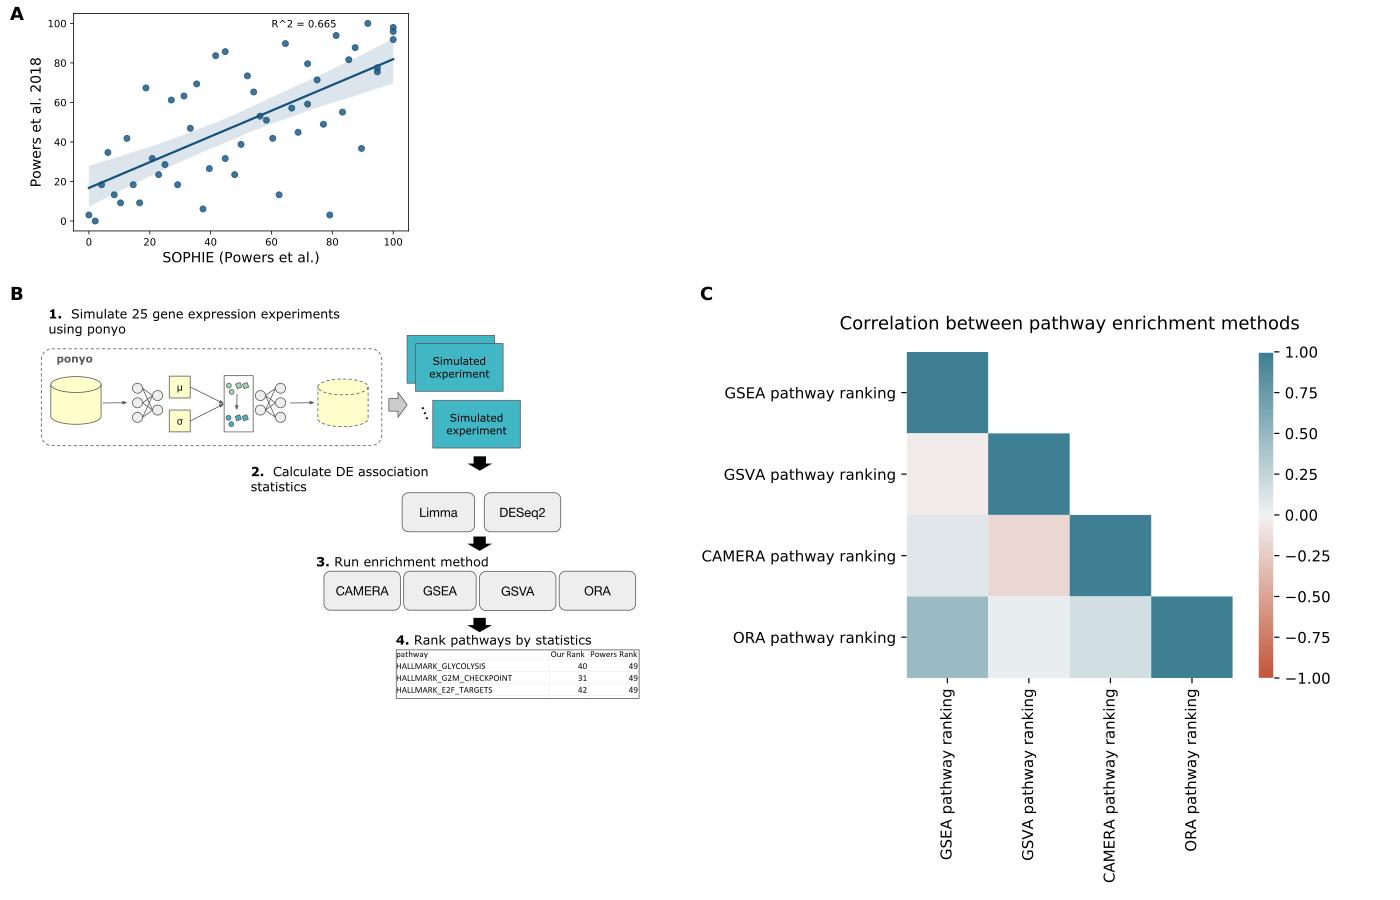 A
R^2 = 0.665
100
80
60
40
20
0
Powers et al. 2018
0 20 40 60 80 100
SOPHIE (Powers et al.)
B
1. Simulate 25 gene expression experiments
using ponyo
ponyo
μ
σ
Simulated
experiment
Simulated
experiment
2. Calculate DE association
statistics
Limma DESeq2
3. Run enrichment method
CAMERA GSEA GSVA ORA
4. Rank pathways by statistics
pathway Our Rank Powers Rank
HALLMARK_GLYCOLYSIS 40 49
HALLMARK_G2M_CHECKPOINT 31 49
HALLMARK_E2F_TARGETS 42 49
C
Correlation between pathway enrichment methods
GSEA pathway ranking
GSVA pathway ranking
CAMERA pathway ranking
ORA pathway ranking
GSEA pathway ranking
GSVA pathway ranking
CAMERA pathway ranking
ORA pathway ranking
1.00
0.75
0.50
0.25
0.00
−0.25
−0.50
−0.75
−1.00